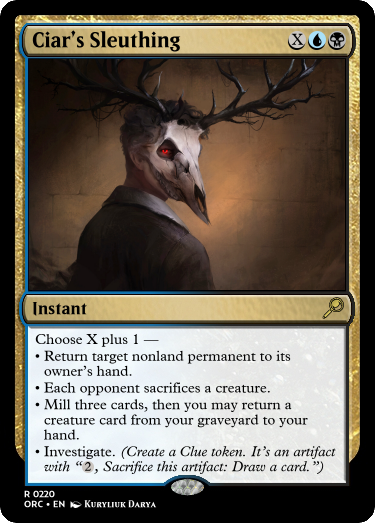 Ciar's Sleuthing X
Instant
Choose X plus 1 —
• Return target nonland permanent to its
owner's hand.
• Each opponent sacrifices a creature.
• Mill three cards, then you may return a
creature card from your graveyard to your
hand.
• Investigate. (Create a Clue token. It's an artifact
with “2, Sacrifice this artifact: Draw a card.”)
R 0220
ORC • EN Kuryliuk Darya